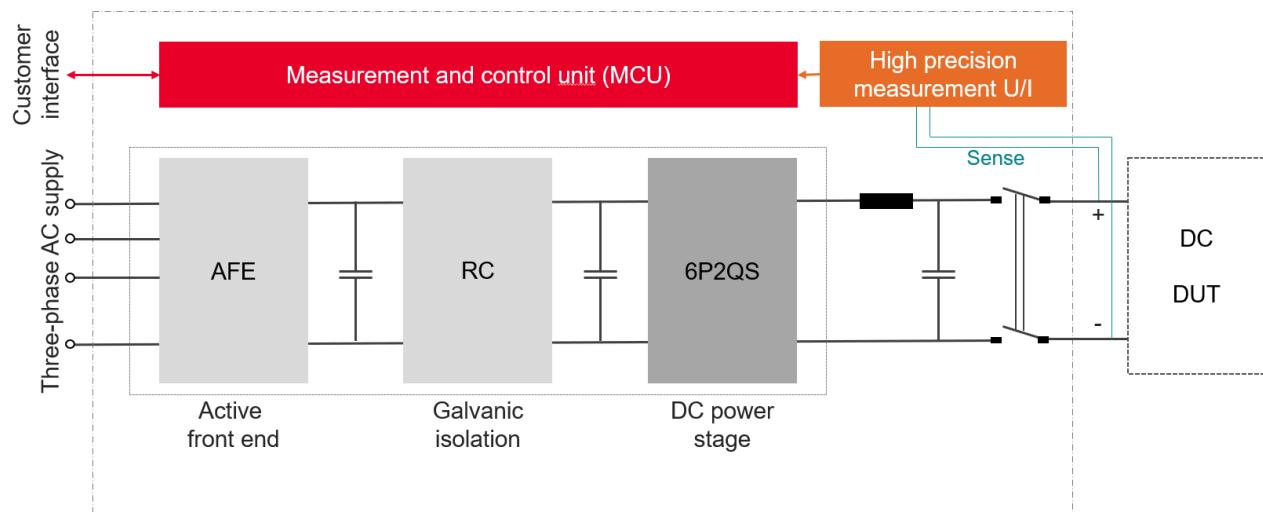 Customer
interface
Measurement and control unit (MCU)
High precision
measurement U/I
Sense
Three-phase AC supply
AFE
RC
6P2QS
+
-
DC
DUT
Active
front end
Galvanic
isolation
DC power
stage